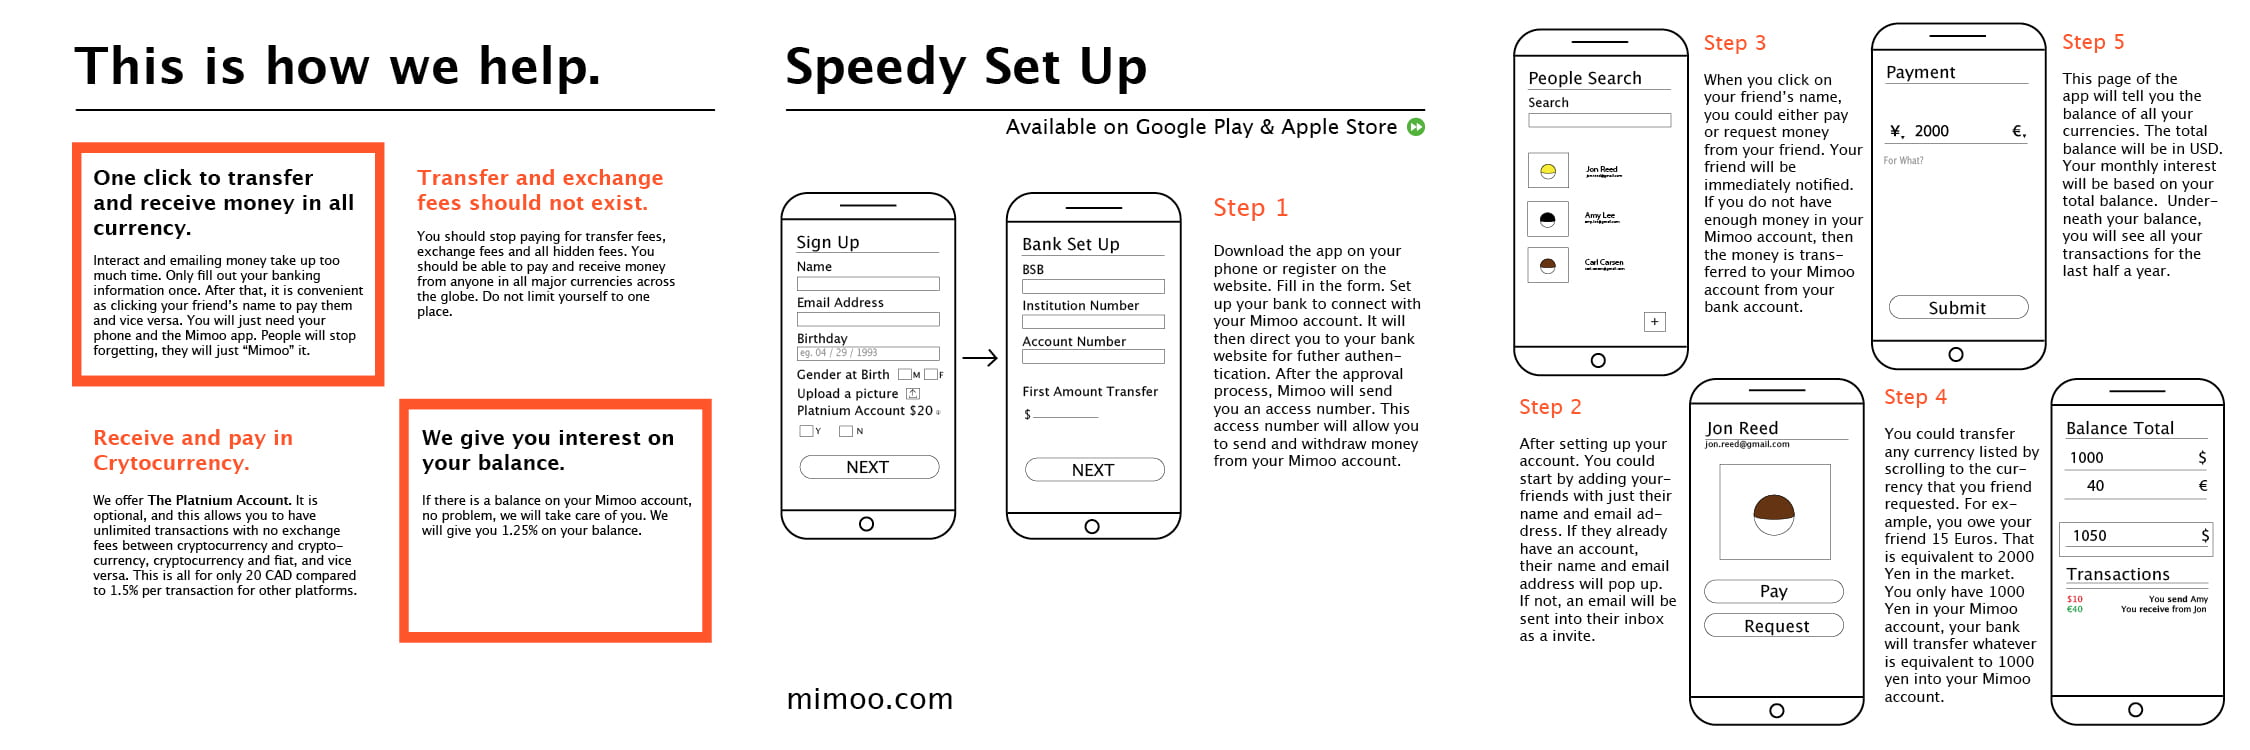 This is how we help.
One click to transfer
and receive money in all
currency.
Interact and emailing money take up too
much time. Only fill out your banking
information once. After that, it is convenient
as clicking your friend's name to pay them
and vice versa. You will just need your
phone and the Mimoo app. People will stop
forgetting, they will just “Mimoo” it.
Transfer and exchange
fees should not exist.
You should stop paying for transfer fees,
exchange fees and all hidden fees. You
should be able to pay and receive money
from anyone in all major currencies across
the globe. Do not limit yourself to one
place.
Receive and pay in
Crytocurrency.
We offer The Platnium Account. It is
optional, and this allows you to have
unlimited transactions with no exchange
fees between cryptocurrency and crypto-
currency, cryptocurrency and fiat, and vice
versa. This is all for only 20 CAD compared
to 1.5% per transaction for other platforms.
We give you interest on
your balance.
If there is a balance on your Mimoo account,
no problem, we will take care of you. We
will give you 1.25% on your balance.
Speedy Set Up
Available on Google Play & Apple Store
Sign Up
Name
Email Address
Birthday
eg. 04 / 29 / 1993
Gender at Birth M F
Upload a picture
Platnium Account $20
Y N
NEXT
Bank Set Up
BSB
Institution Number
Account Number
First Amount Transfer
$
NEXT
Step 1
Download the app on your
phone or register on the
website. Fill in the form. Set
up your bank to connect with
your Mimoo account. It will
then direct you to your bank
website for futher authen-
tication. After the approval
process, Mimoo will send
you an access number. This
access number will allow you
to send and withdraw money
from your Mimoo account.
mimoo.com
People Search
Search
Jon Reed
jon.reed@gmail.com
Amy Lee
amy.lee@gmail.com
Carl Carsen
carl.carsen@gmail.com
+
Step 2
After setting up your
account. You could
start by adding your-
friends with just their
name and email ad-
dress. If they already
have an account,
their name and email
address will pop up.
If not, an email will be
sent into their inbox
as a invite.
Step 3
When you click on
your friend's name,
you could either pay
or request money
from your friend. Your
friend will be
immediately notified.
If you do not have
enough money in your
Mimoo account, then
the money is trans-
ferred to your Mimoo
account from your
bank account.
Jon Reed
jon.reed@gmail.com
Pay
Request
Payment
¥ 2000 €
For What?
Submit
Step 4
You could transfer
any currency listed by
scrolling to the cur-
rency that you friend
requested. For ex-
ample, you owe your
friend 15 Euros. That
is equivalent to 2000
Yen in the market.
You only have 1000
Yen in your Mimoo
account, your bank
will transfer whatever
is equivalent to 1000
yen into your Mimoo
account.
Step 5
This page of the
app will tell you the
balance of all your
currencies. The total
balance will be in USD.
Your monthly interest
will be based on your
total balance. Under-
neath your balance,
you will see all your
transactions for the
last half a year.
Balance Total
1000 $
40 €
1050 $
Transactions
$10 You send Amy
€40 You receive from Jon